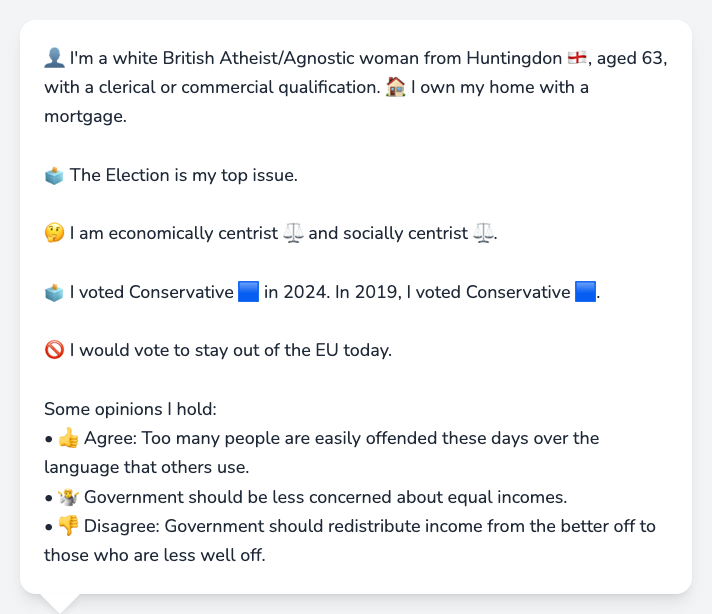 👤 I'm a white British Atheist/Agnostic woman from Huntingdon 🏴󠁧󠁢󠁥󠁮󠁧󠁿, aged 63,
with a clerical or commercial qualification. 🏠 I own my home with a
mortgage.
🗳️ The Election is my top issue.
🤔 I am economically centrist ⚖️ and socially centrist ⚖️.
🗳️ I voted Conservative 🟦 in 2024. In 2019, I voted Conservative 🟦.
🚫 I would vote to stay out of the EU today.
Some opinions I hold:
• 👍 Agree: Too many people are easily offended these days over the
language that others use.
• 🤷 Government should be less concerned about equal incomes.
• 👎 Disagree: Government should redistribute income from the better off to
those who are less well off.